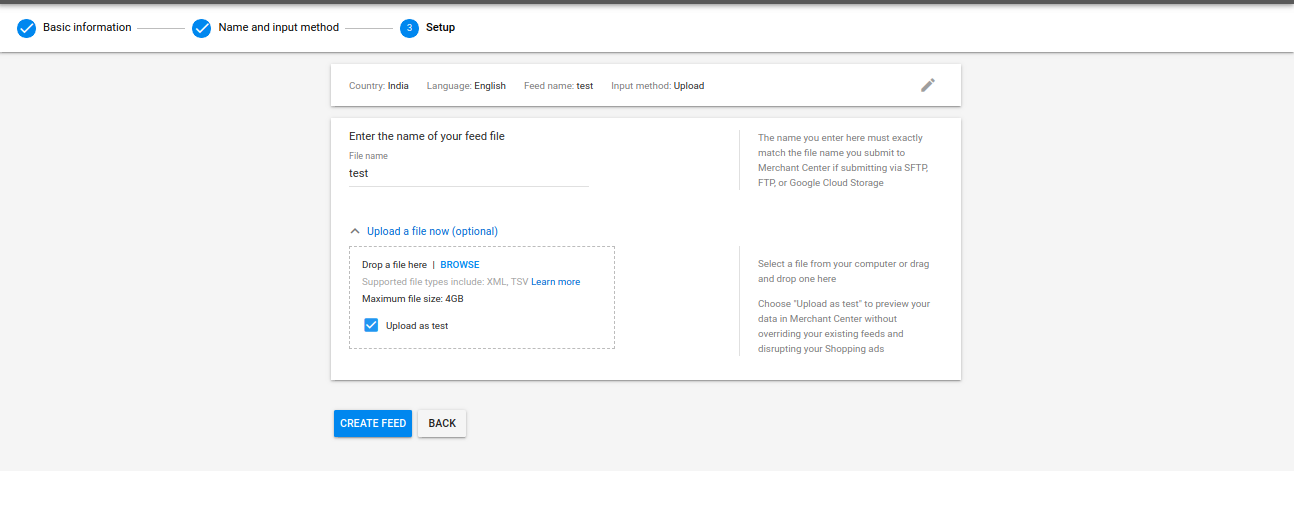 Basic information
Name and input method
3
Setup
Country: India Language: English Feed name: test Input method: Upload
Enter the name of your feed file
File name
test
The name you enter here must exactly
match the file name you submit to
Merchant Center if submitting via SFTP,
FTP, or Google Cloud Storage
Upload a file now (optional)
Drop a file here | BROWSE
Supported file types include: XML, TSV Learn more
Maximum file size: 4GB
Upload as test
Select a file from your computer or drag
and drop one here
Choose "Upload as test" to preview your
data in Merchant Center without
overriding your existing feeds and
disrupting your Shopping ads
CREATE FEED
BACK